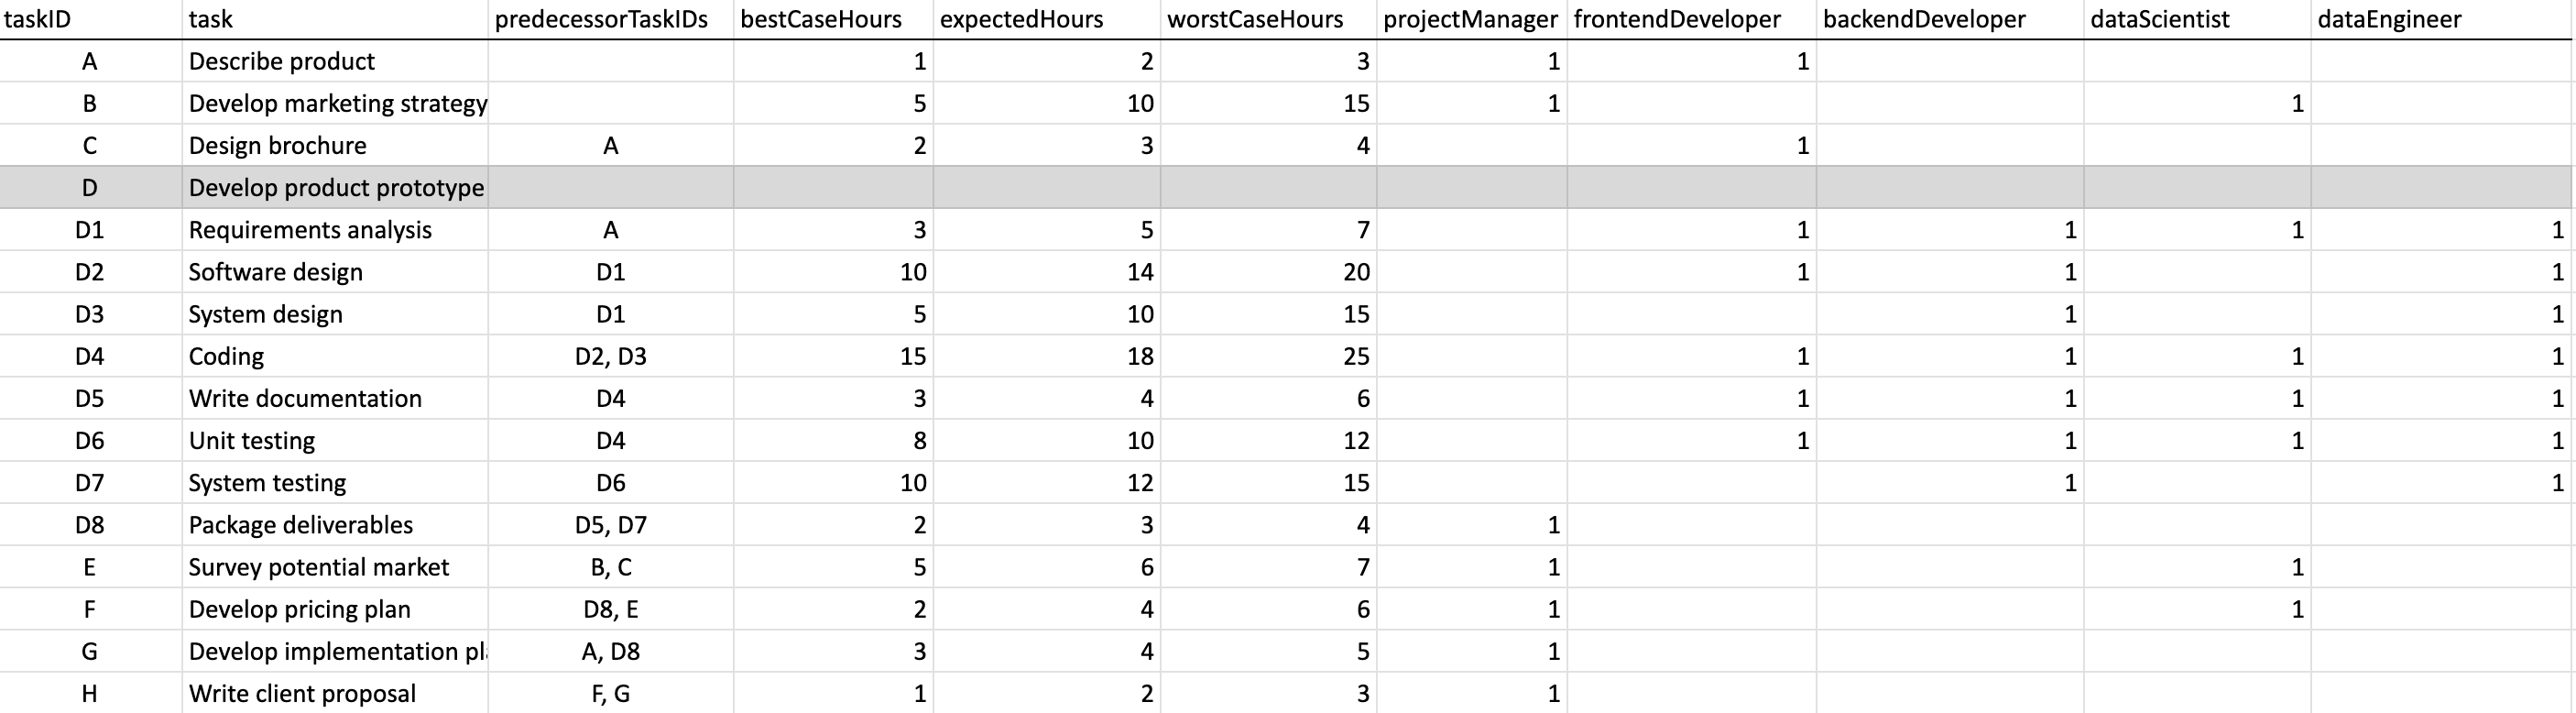 taskID task predecessorTaskIDs bestCaseHours expectedHours worstCaseHours projectManager frontendDeveloper backendDeveloper dataScientist dataEngineer
A Describe product 1 2 3 1 1
B Develop marketing strategy 5 10 15 1 1
C Design brochure A 2 3 4 1
D Develop product prototype
D1 Requirements analysis A 3 5 7 1 1 1 1
D2 Software design D1 10 14 20 1 1 1
D3 System design D1 5 10 15 1 1
D4 Coding D2, D3 15 18 25 1 1 1 1
D5 Write documentation D4 3 4 6 1 1 1 1
D6 Unit testing D4 8 10 12 1 1 1 1
D7 System testing D6 10 12 15 1 1
D8 Package deliverables D5, D7 2 3 4 1
E Survey potential market B, C 5 6 7 1 1
F Develop pricing plan D8, E 2 4 6 1 1
G Develop implementation A, D8 3 4 5 1
H Write client proposal F, G 1 2 3 1